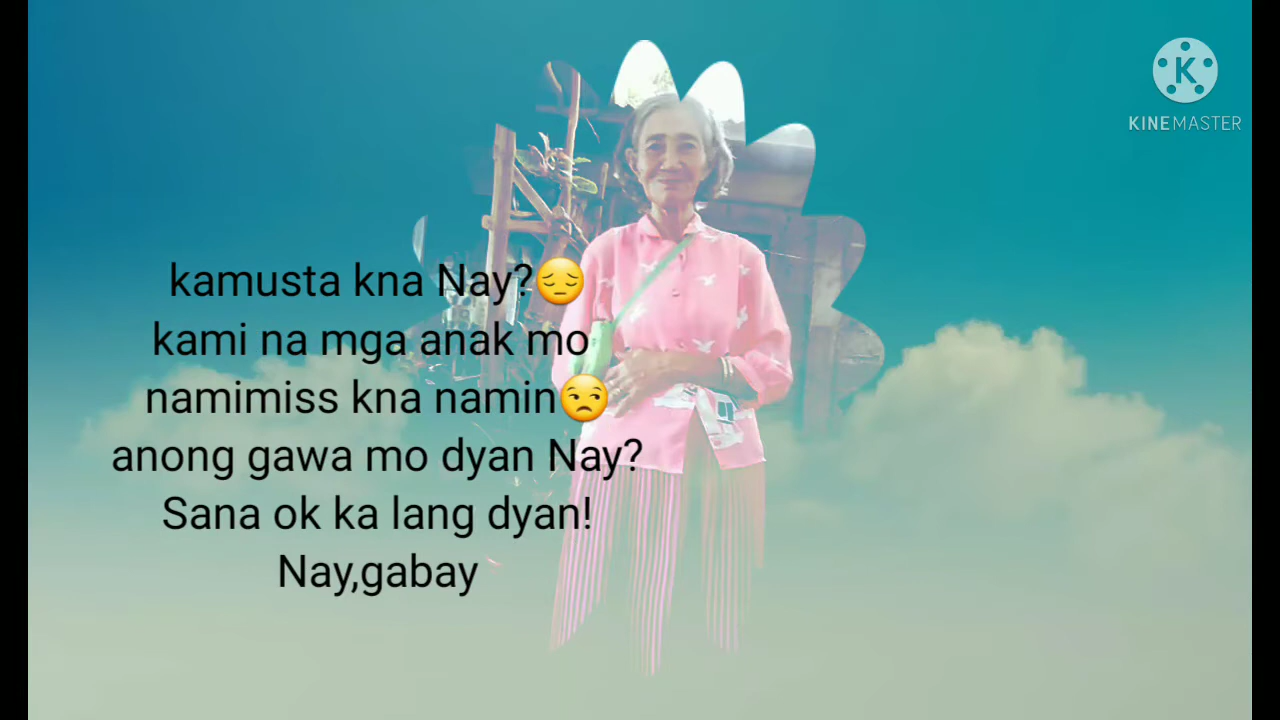 KINEMASTER
kamusta kna Nay?😔
kami na mga anak mo
namimiss kna namin😒
anong gawa mo dyan Nay?
Sana ok ka lang dyan!
Nay,gabay